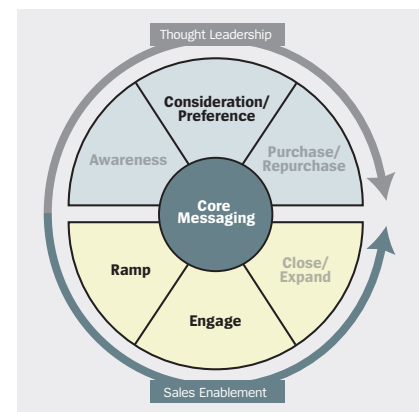 Thought Leadership
Consideration/
Preference
Awareness
Purchase/
Repurchase
Core
Messaging
Ramp
Close/
Expand
Engage
Sales Enablement